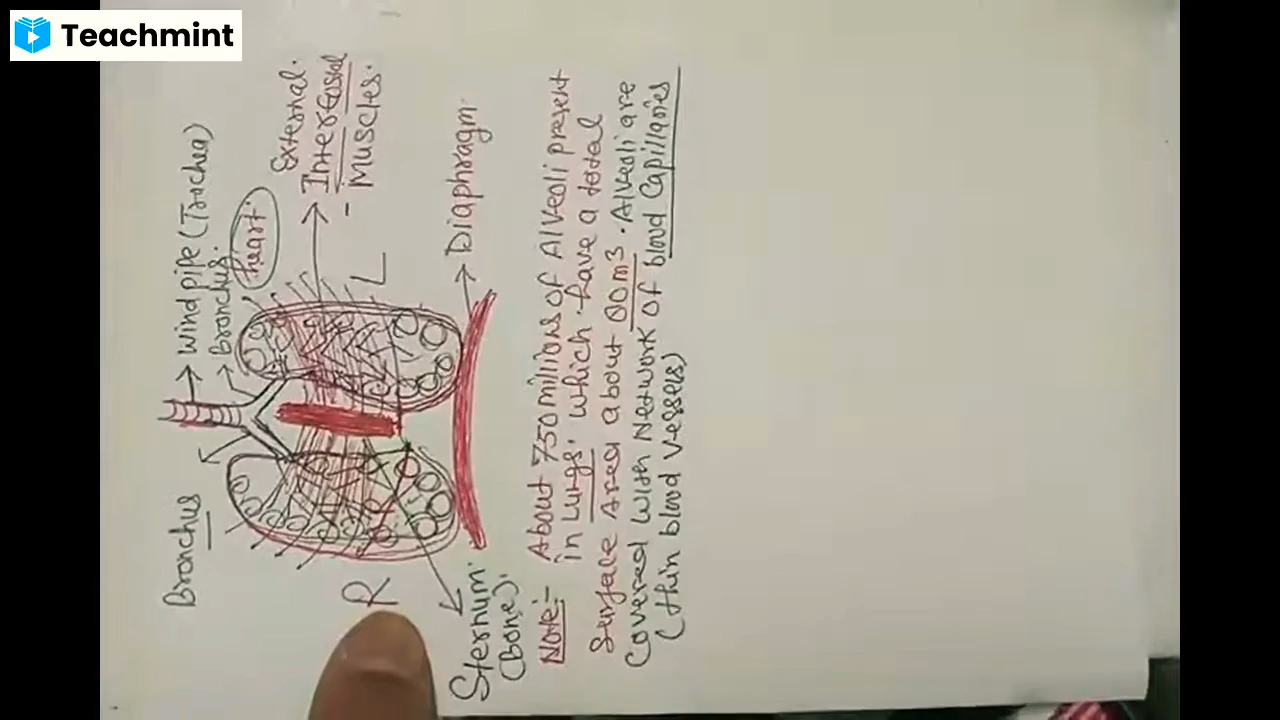 Teachmint
→ Wind pipe (Trachea)
→ Bronchus.
Bronchus
heart.
External.
Intercostal
- Muscles.
R
L
→ Diaphragm.
Sternum.
(Bone).
Note:- About 750 millions of Alveoli present
in Lungs' which have a total
Surface Area about 80m³. Alveoli are
Covered with Network of blood Capillaries
(thin blood vessels)